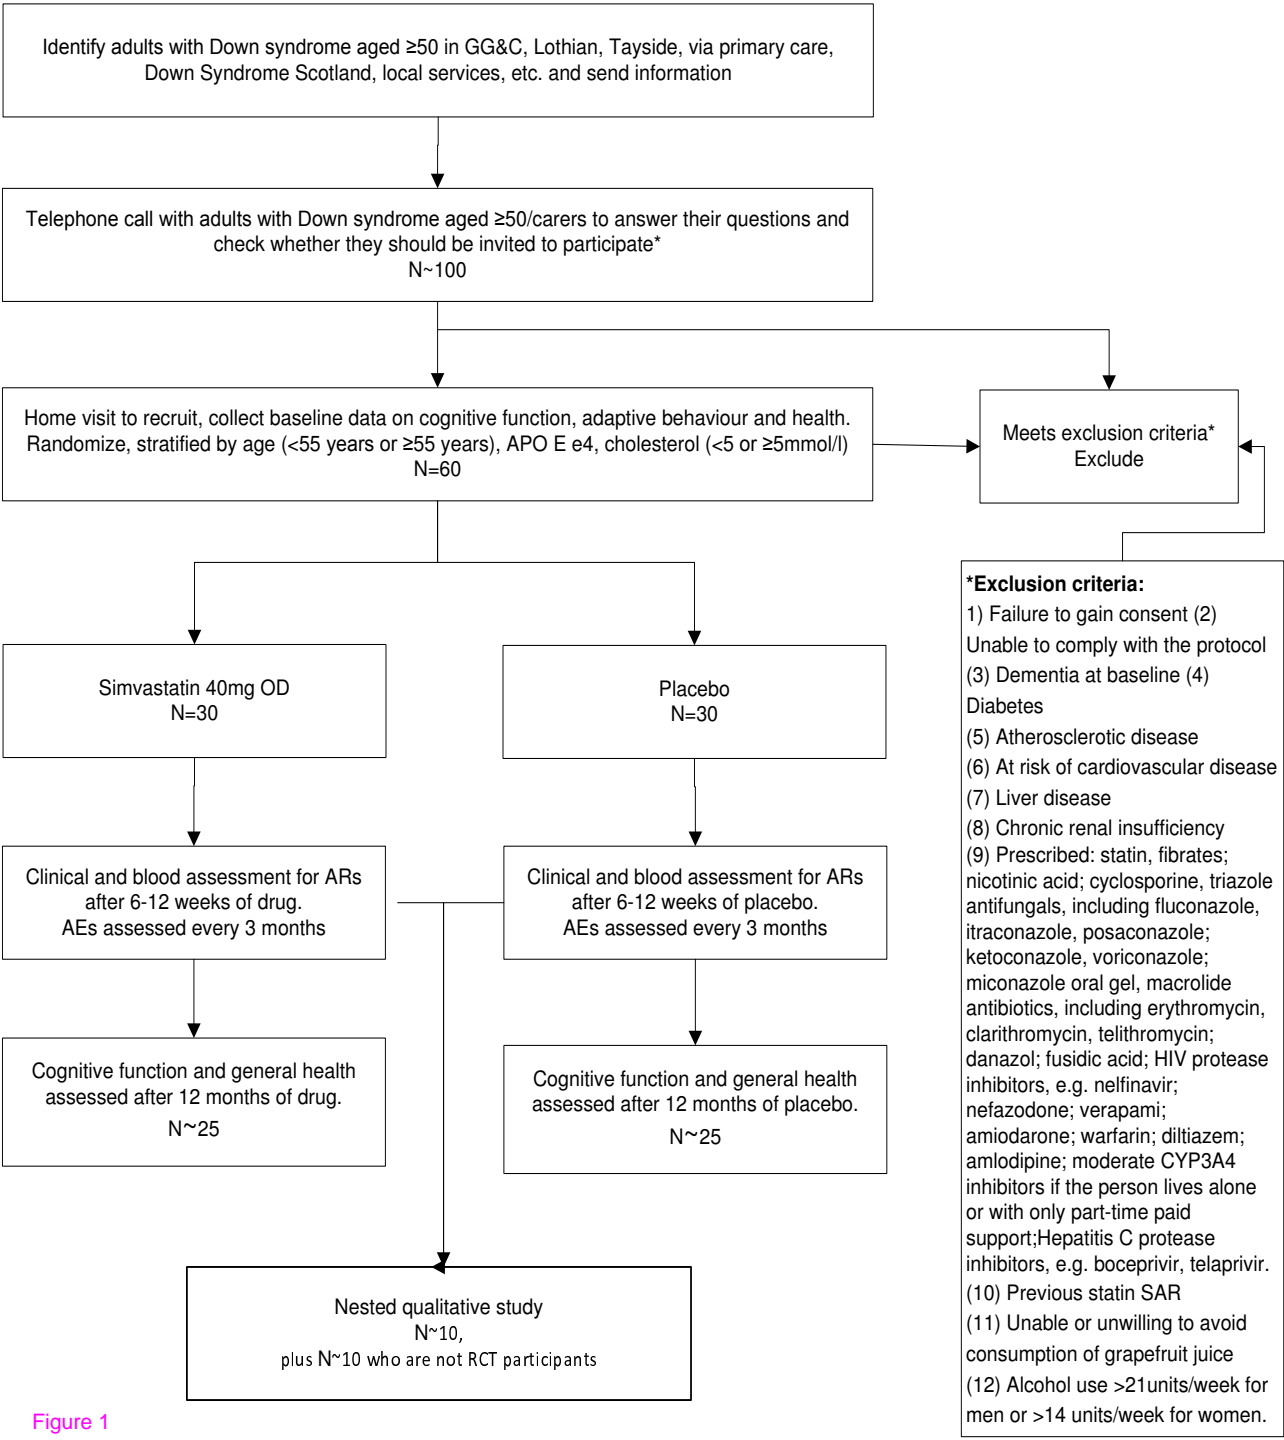 Identify adults with Down syndrome aged ≥50 in GG&C, Lothian, Tayside, via primary care,
Down Syndrome Scotland, local services, etc. and send information
Telephone call with adults with Down syndrome aged ≥50/carers to answer their questions and
check whether they should be invited to participate*
N~100
Home visit to recruit, collect baseline data on cognitive function, adaptive behaviour and health.
Randomize, stratified by age (<55 years or ≥55 years), APO E e4, cholesterol (<5 or ≥5mmol/l)
N=60
Meets exclusion criteria*
Exclude
Simvastatin 40mg OD
N=30
Placebo
N=30
Clinical and blood assessment for ARs
after 6-12 weeks of drug.
AEs assessed every 3 months
Clinical and blood assessment for ARs
after 6-12 weeks of placebo.
AEs assessed every 3 months
Cognitive function and general health
assessed after 12 months of drug.
N~25
Cognitive function and general health
assessed after 12 months of placebo.
N~25
Nested qualitative study
N~10,
plus N~10 who are not RCT participants
*Exclusion criteria:
1) Failure to gain consent (2)
Unable to comply with the protocol
(3) Dementia at baseline (4)
Diabetes
(5) Atherosclerotic disease
(6) At risk of cardiovascular disease
(7) Liver disease
(8) Chronic renal insufficiency
(9) Prescribed: statin, fibrates;
nicotinic acid; cyclosporine, triazole
antifungals, including fluconazole,
itraconazole, posaconazole;
ketoconazole, voriconazole;
miconazole oral gel, macrolide
antibiotics, including erythromycin,
clarithromycin, telithromycin;
danazol; fusidic acid; HIV protease
inhibitors, e.g. nelfinavir;
nefazodone; verapami;
amiodarone; warfarin; diltiazem;
amlodipine; moderate CYP3A4
inhibitors if the person lives alone
or with only part-time paid
support;Hepatitis C protease
inhibitors, e.g. boceprivir, telaprivir.
(10) Previous statin SAR
(11) Unable or unwilling to avoid
consumption of grapefruit juice
(12) Alcohol use >21units/week for
men or >14 units/week for women.
Figure 1